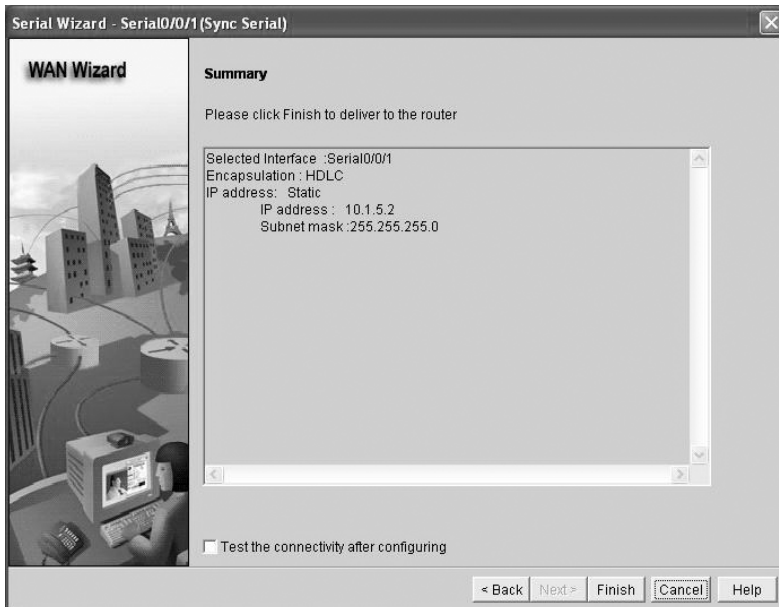 Serial Wizard - Serial0/0/1(Sync Serial)
WAN Wizard
Summary
Please click Finish to deliver to the router
Selected Interface :Serial0/0/1
Encapsulation : HDLC
IP address: Static
IP address : 10.1.5.2
Subnet mask :255.255.255.0
Test the connectivity after configuring
< Back Next > Finish Cancel Help